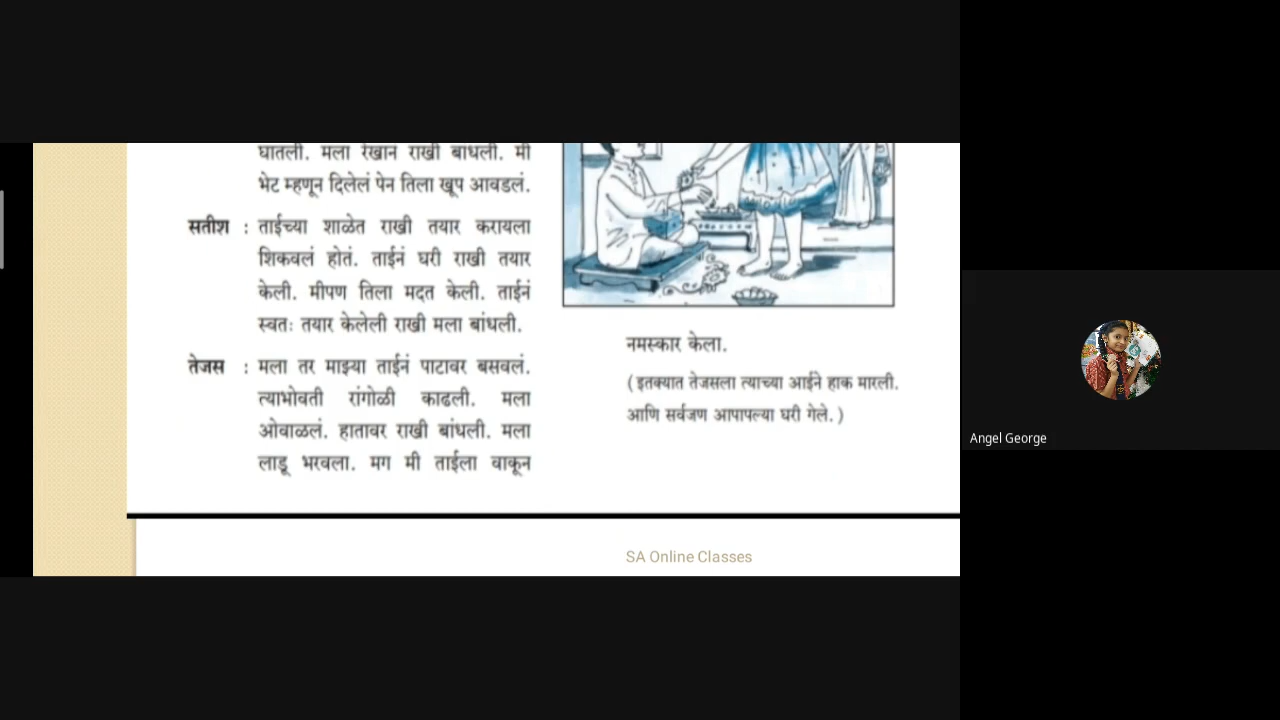 घातली. मला रेखान राखी बांधली. मी
भेट म्हणून दिलेलं पेन तिला खूप आवडलं.
सतीश : ताईच्या शाळेत राखी तयार करायला
शिकवलं होतं. ताईनं घरी राखी तयार
केली. मीपण तिला मदत केली. ताईनं
स्वतः तयार केलेली राखी मला बांधली.
तेजस : मला तर माझ्या ताईनं पाटावर बसवलं.
त्याभोवती रांगोळी काढली. मला
ओवाळलं. हातावर राखी बांधली. मला
लाडू भरवला. मग मी ताईला वाकून
नमस्कार केला.
(इतक्यात तेजसला त्याच्या आईने हाक मारली.
आणि सर्वजण आपापल्या घरी गेले.)
SA Online Classes
Angel George